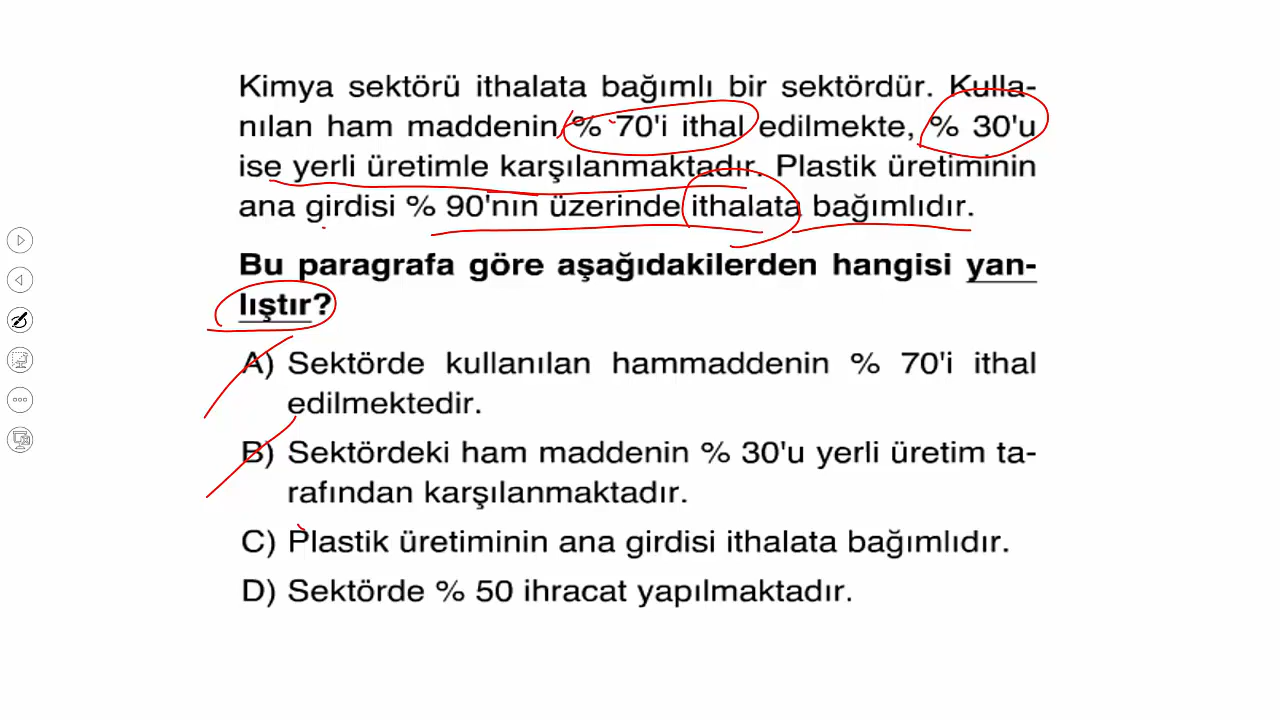 Kimya sektörü ithalata bağımlı bir sektördür. Kulla-
nılan ham maddenin % 70'i ithal edilmekte, % 30'u
ise yerli üretimle karşılanmaktadır. Plastik üretiminin
ana girdisi % 90'nın üzerinde ithalata bağımlıdır.
Bu paragrafa göre aşağıdakilerden hangisi yan-
lıştır?
A) Sektörde kullanılan hammaddenin % 70'i ithal
edilmektedir.
B) Sektördeki ham maddenin % 30'u yerli üretim ta-
rafından karşılanmaktadır.
C) Plastik üretiminin ana girdisi ithalata bağımlıdır.
D) Sektörde % 50 ihracat yapılmaktadır.